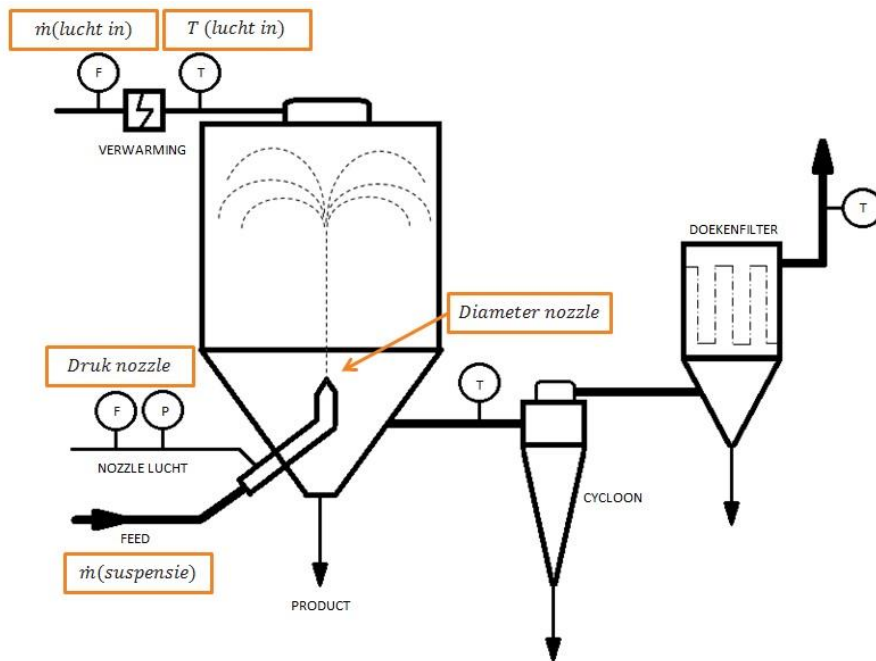 ṁ(lucht in)
T (lucht in)
F
T
VERWARMING
DOEKENFILTER
T
Diameter nozzle
Druk nozzle
T
F
P
NOZZLE LUCHT
CYCLOON
FEED
ṁ(suspensie)
PRODUCT